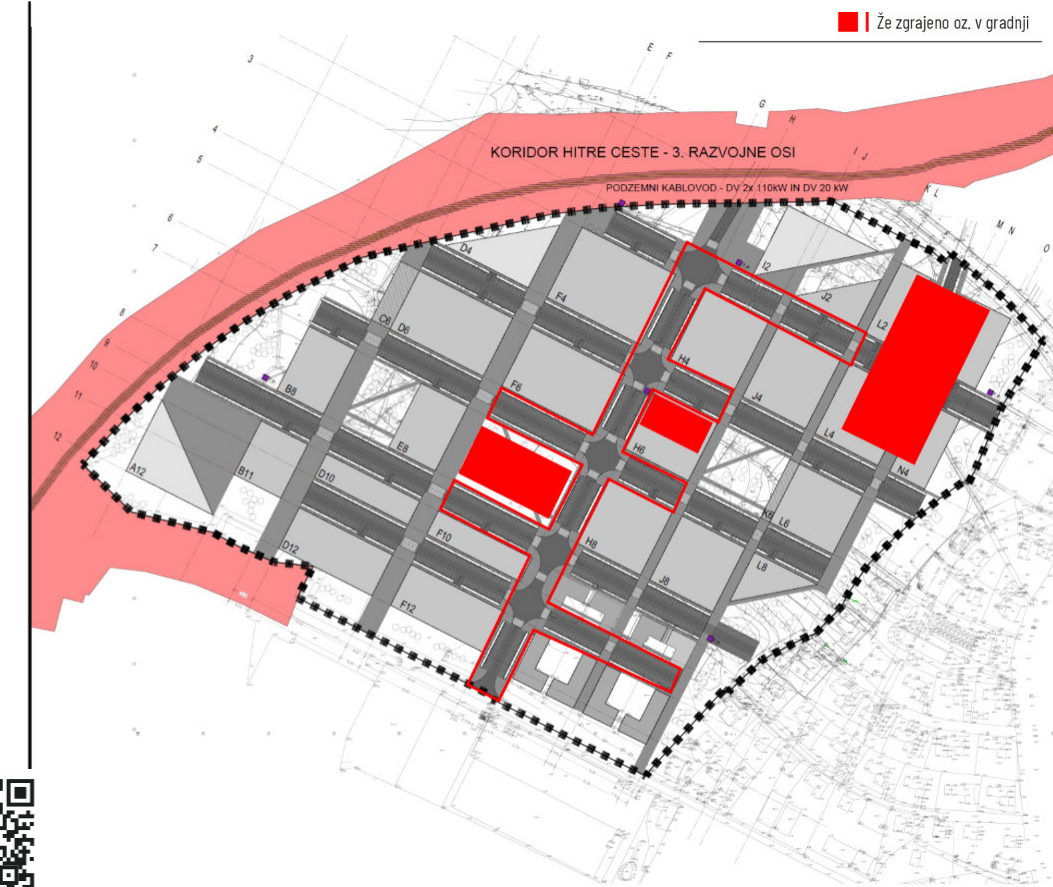 Že zgrajeno oz. v gradnji
E F
3
G
H
4
I J
KORIDOR HITRE CESTE - 3. RAZVOJNE OSI
5
PODZEMNI KABLOVOD - DV 2x 110kW IN DV 20 kW
K L
6
M N
O
7
D4
I2
J2
F4
8
C6 D6
L2
9
H4
10
B8
F6
J4
11
L4
12
E8
H6
A12
B11
D10
N4
K6 L6
F10
H8
D12
J8
L8
F12